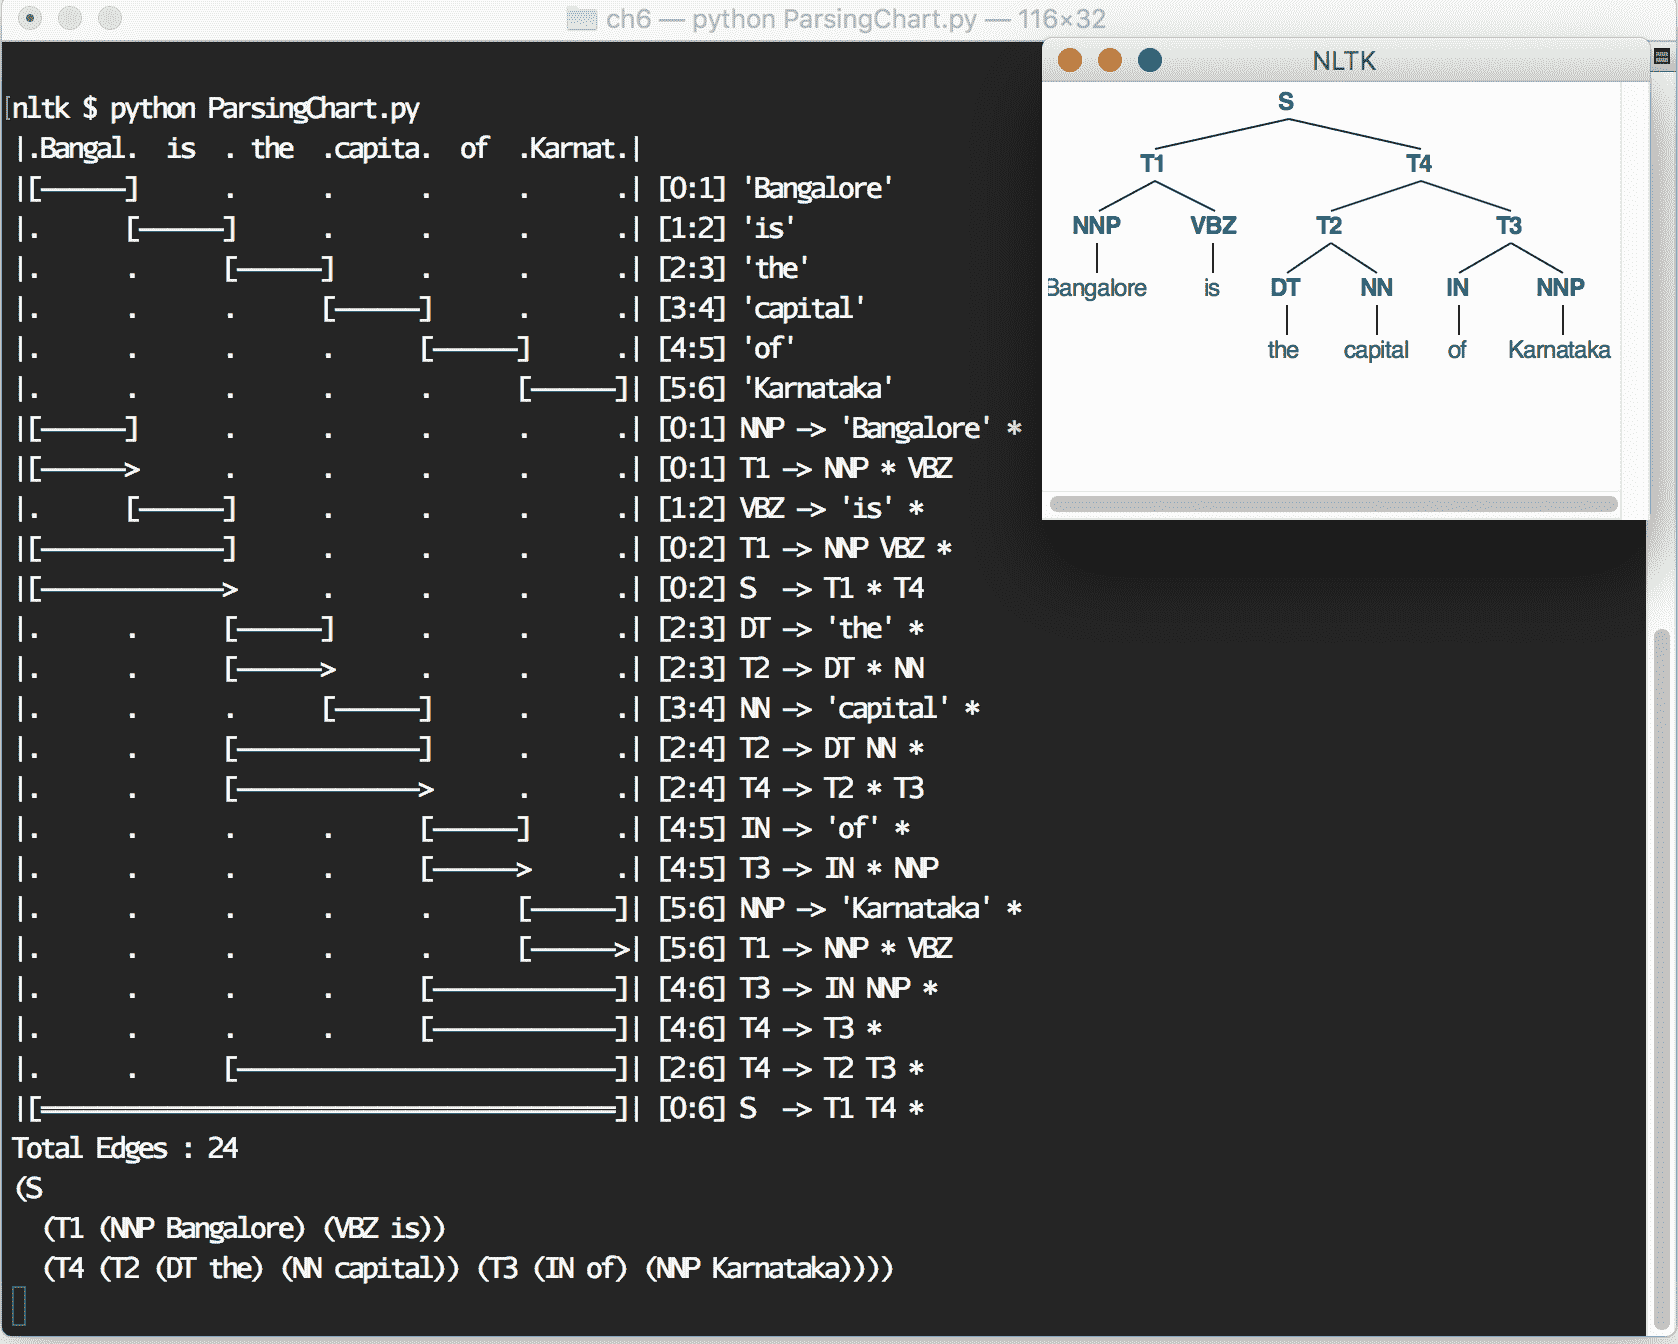 ch6 — python ParsingChart.py — 116×32
nltk $ python ParsingChart.py
|.Bangal.  is  . the  .capita.  of  .Karnat.|
|[------]      .      .      .      .      .| [0:1] 'Bangalore'
|.      [------]      .      .      .      .| [1:2] 'is'
|.      .      [------]      .      .      .| [2:3] 'the'
|.      .      .      [------]      .      .| [3:4] 'capital'
|.      .      .      .      [------]      .| [4:5] 'of'
|.      .      .      .      .      [------]| [5:6] 'Karnataka'
|[------]      .      .      .      .      .| [0:1] NNP -> 'Bangalore' *
|[------>      .      .      .      .      .| [0:1] T1 -> NNP * VBZ
|.      [------]      .      .      .      .| [1:2] VBZ -> 'is' *
|[-------------]      .      .      .      .| [0:2] T1 -> NNP VBZ *
|[------------->      .      .      .      .| [0:2] S  -> T1 * T4
|.      .      [------]      .      .      .| [2:3] DT -> 'the' *
|.      .      [------>      .      .      .| [2:3] T2 -> DT * NN
|.      .      .      [------]      .      .| [3:4] NN -> 'capital' *
|.      .      [-------------]      .      .| [2:4] T2 -> DT NN *
|.      .      [------------->      .      .| [2:4] T4 -> T2 * T3
|.      .      .      .      [------]      .| [4:5] IN -> 'of' *
|.      .      .      .      [------>      .| [4:5] T3 -> IN * NNP
|.      .      .      .      .      [------]| [5:6] NNP -> 'Karnataka' *
|.      .      .      .      .      [------>| [5:6] T1 -> NNP * VBZ
|.      .      .      .      [-------------]| [4:6] T3 -> IN NNP *
|.      .      .      .      [-------------]| [4:6] T4 -> T3 *
|.      .      [---------------------------]| [2:6] T4 -> T2 T3 *
|[=========================================]| [0:6] S  -> T1 T4 *
Total Edges : 24
(S
  (T1 (NNP Bangalore) (VBZ is))
  (T4 (T2 (DT the) (NN capital)) (T3 (IN of) (NNP Karnataka))))
NLTK
S
T1 T4
NNP VBZ T2 T3
Bangalore is DT NN IN NNP
the capital of Karnataka